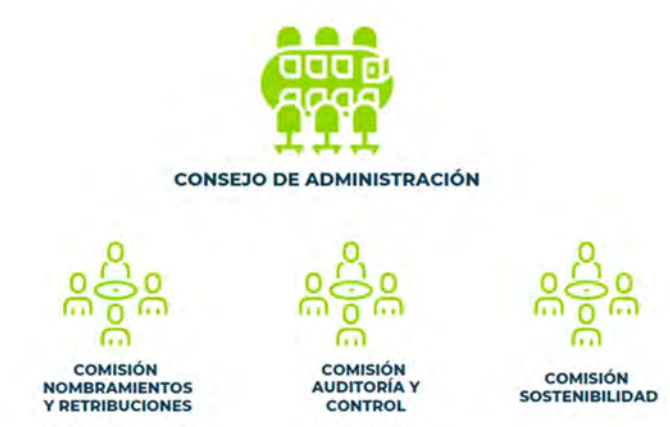 CONSEJO DE ADMINISTRACIÓN
COMISIÓN
NOMBRAMIENTOS
Y RETRIBUCIONES
COMISIÓN
AUDITORÍA Y
CONTROL
COMISIÓN
SOSTENIBILIDAD